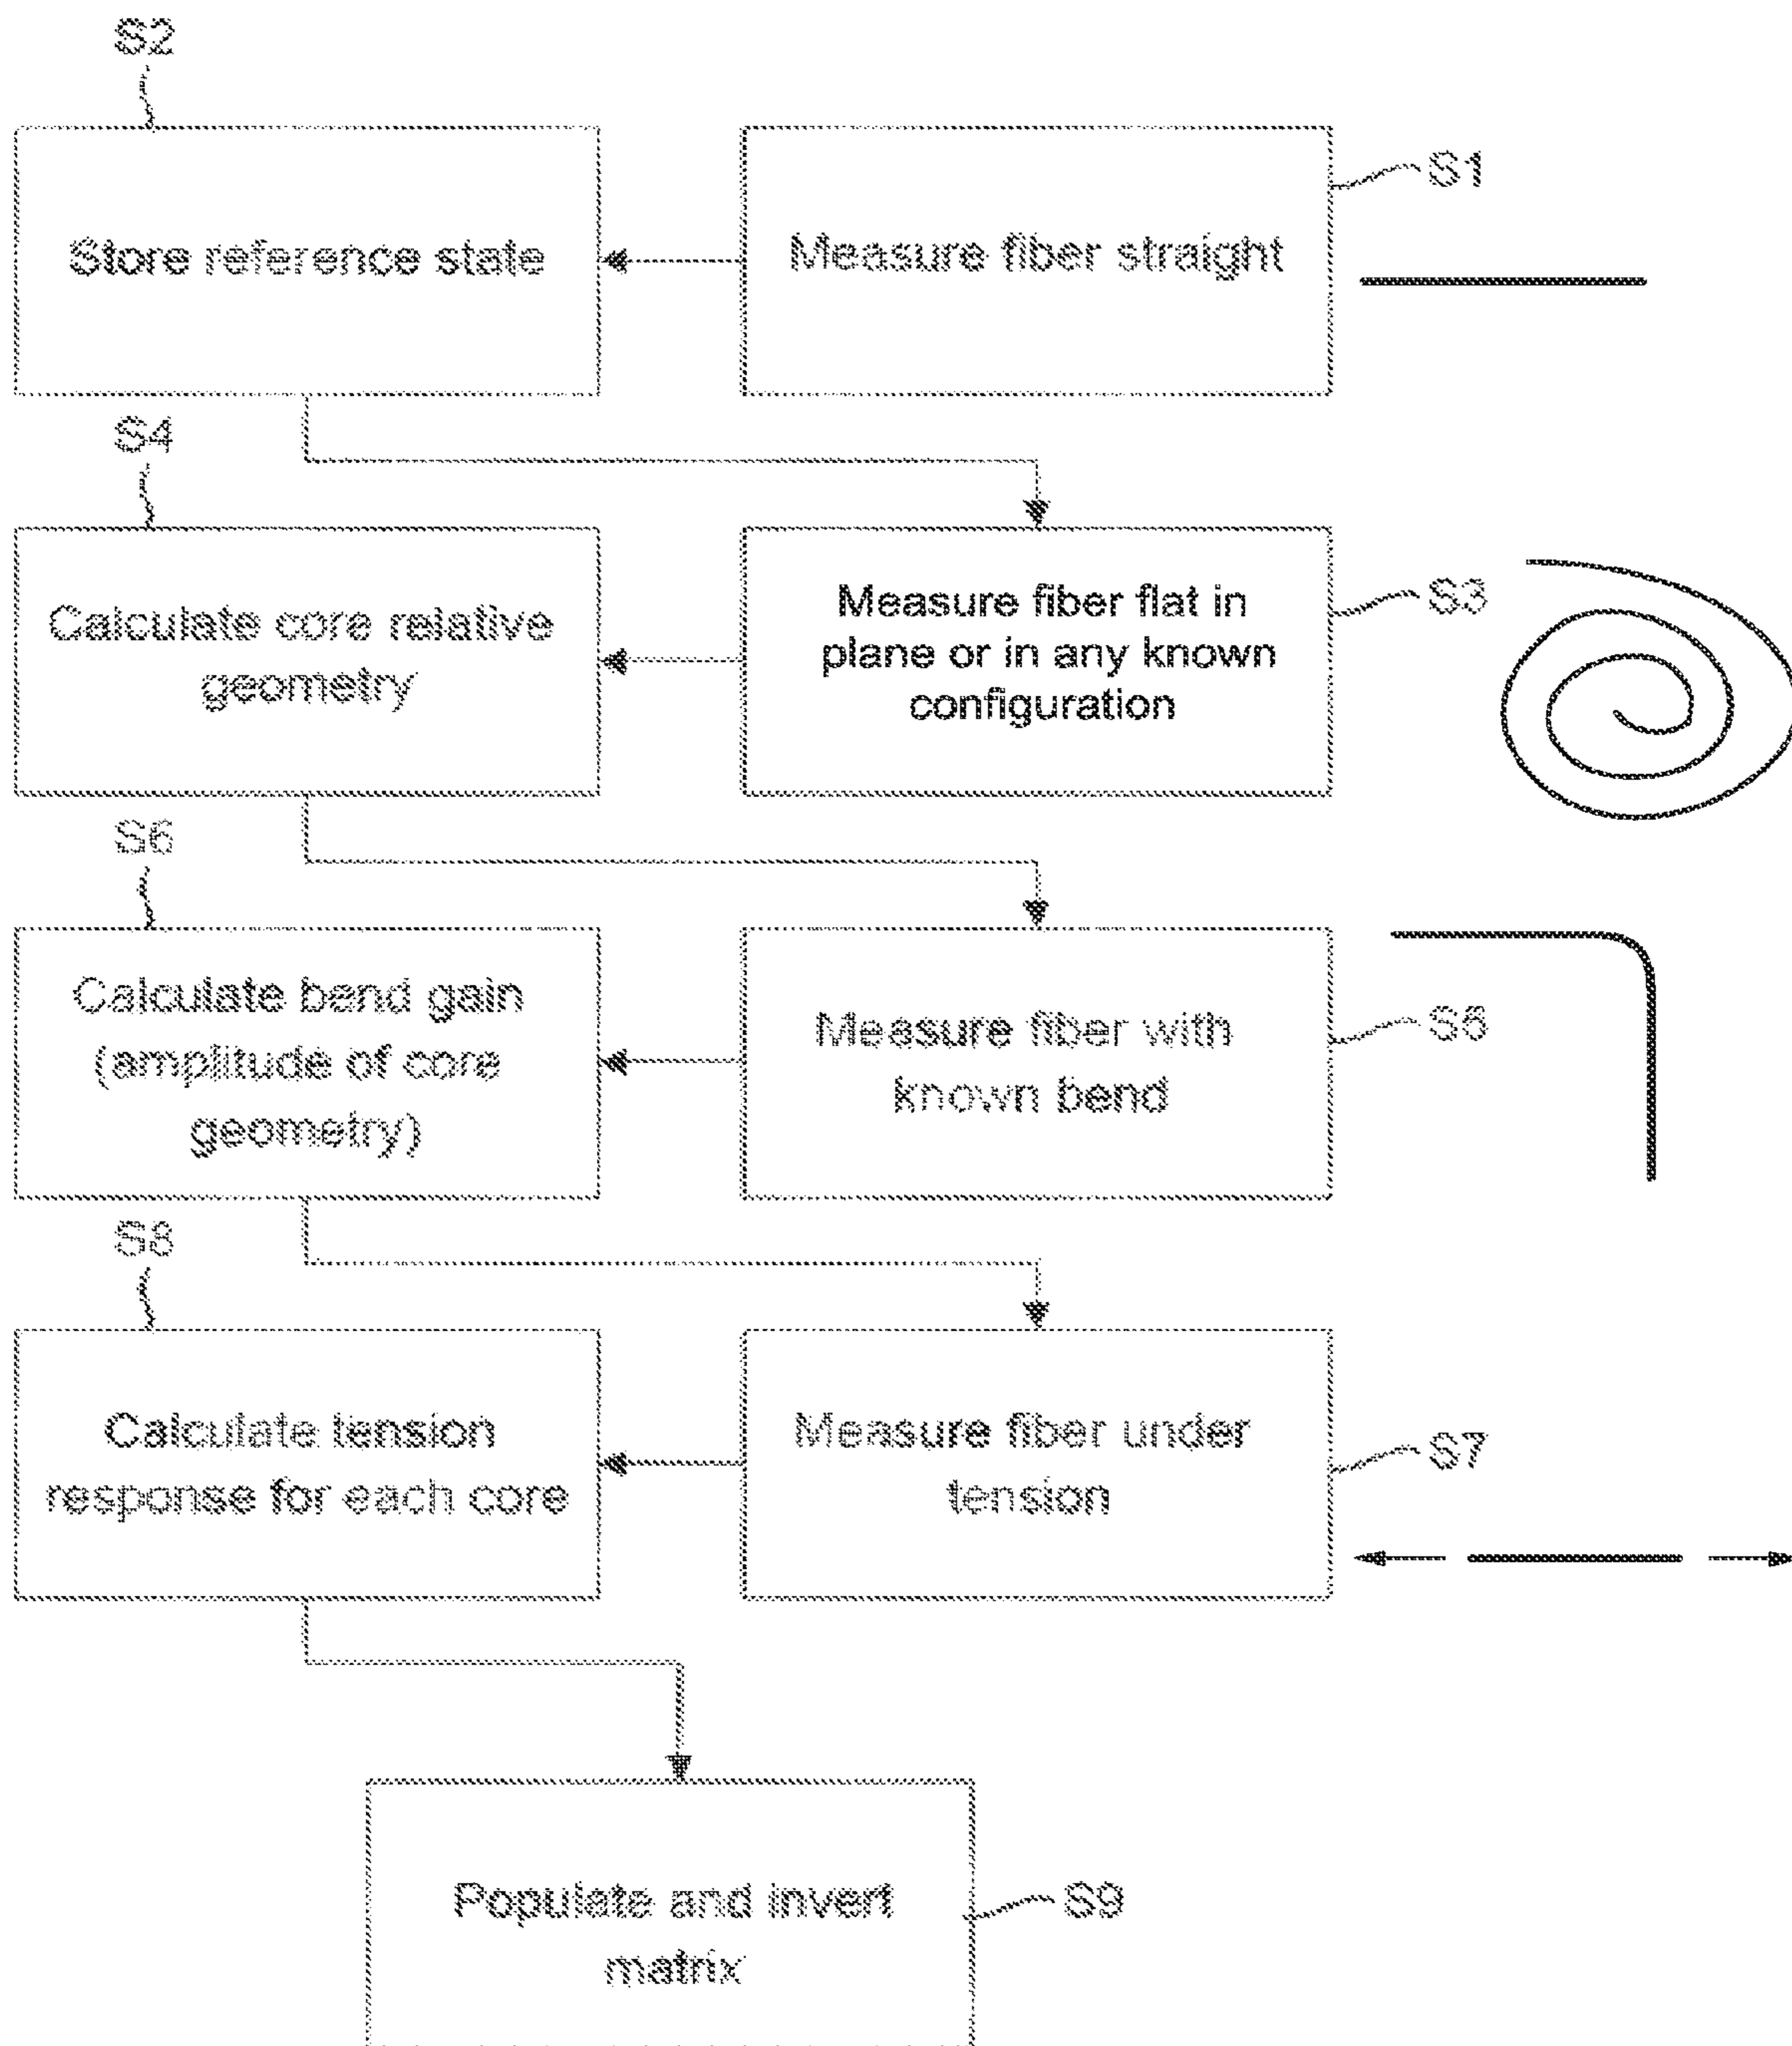 S2
S1
Store reference state
Measure fiber straight
S4
S3
Calculate core relative
geometry
Measure fiber flat in
plane or in any known
configuration
S6
S5
Calculate bend gain
(amplitude of core
geometry)
Measure fiber with
known bend
S8
S7
Calculate tension
response for each core
Measure fiber under
tension
Populate and invert
matrix
S9